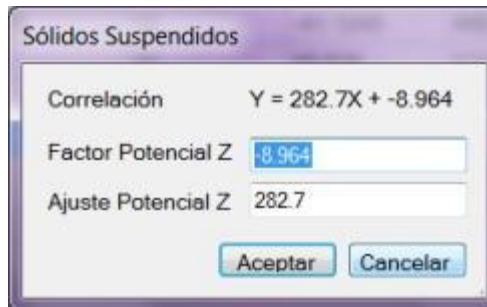 Sólidos Suspendidos
Correlación Y = 282.7X + -8.964
Factor Potencial Z -8.964
Ajuste Potencial Z 282.7
Aceptar Cancelar